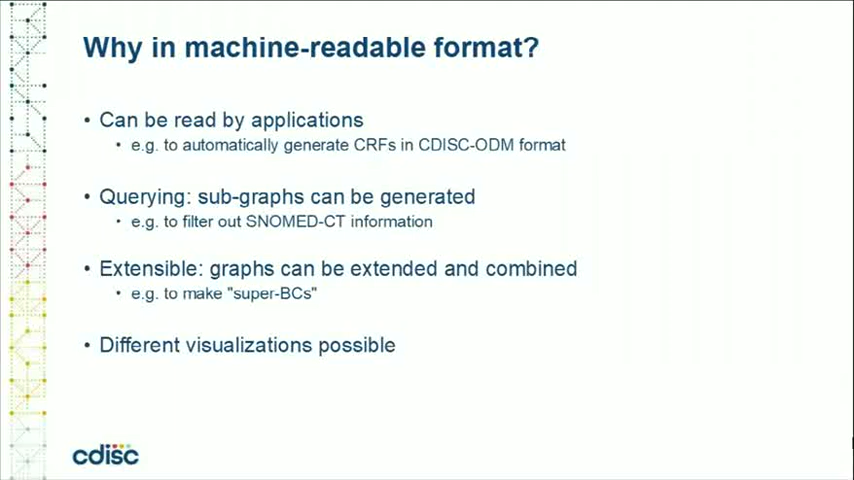 Why in machine-readable format?
• Can be read by applications
• e.g. to automatically generate CRFs in CDISC-ODM format
• Querying: sub-graphs can be generated
• e.g. to filter out SNOMED-CT information
• Extensible: graphs can be extended and combined
• e.g. to make "super-BCs"
• Different visualizations possible
cdisc